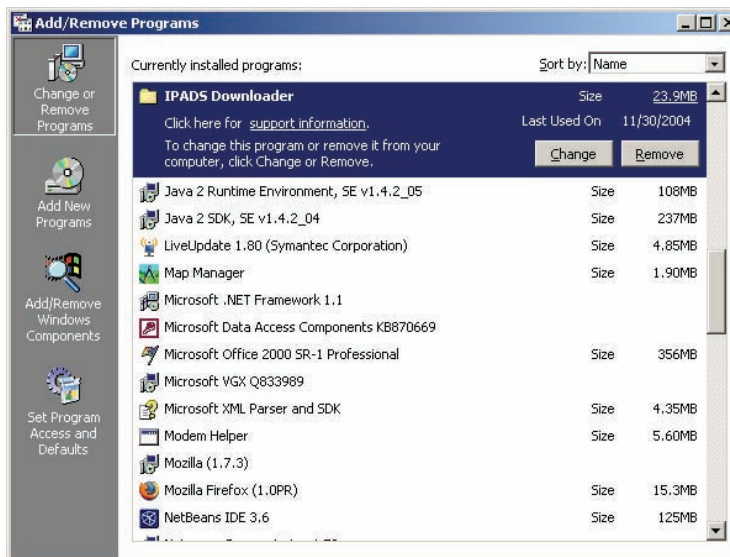 Add/Remove Programs
Change or
Remove
Programs
Add New
Programs
Add/Remove
Windows
Components
Set Program
Access and
Defaults
Currently installed programs:
Sort by: Name
IPADS Downloader Size 23.9MB
Click here for support information. Last Used On 11/30/2004
To change this program or remove it from your
computer, click Change or Remove.
Change Remove
Java 2 Runtime Environment, SE v1.4.2_05 Size 108MB
Java 2 SDK, SE v1.4.2_04 Size 237MB
LiveUpdate 1.80 (Symantec Corporation) Size 4.85MB
Map Manager Size 1.90MB
Microsoft .NET Framework 1.1
Microsoft Data Access Components KB870669
Microsoft Office 2000 SR-1 Professional Size 356MB
Microsoft VGX Q833989
Microsoft XML Parser and SDK Size 4.35MB
Modem Helper Size 5.60MB
Mozilla (1.7.3)
Mozilla Firefox (1.0PR) Size 15.3MB
NetBeans IDE 3.6 Size 125MB